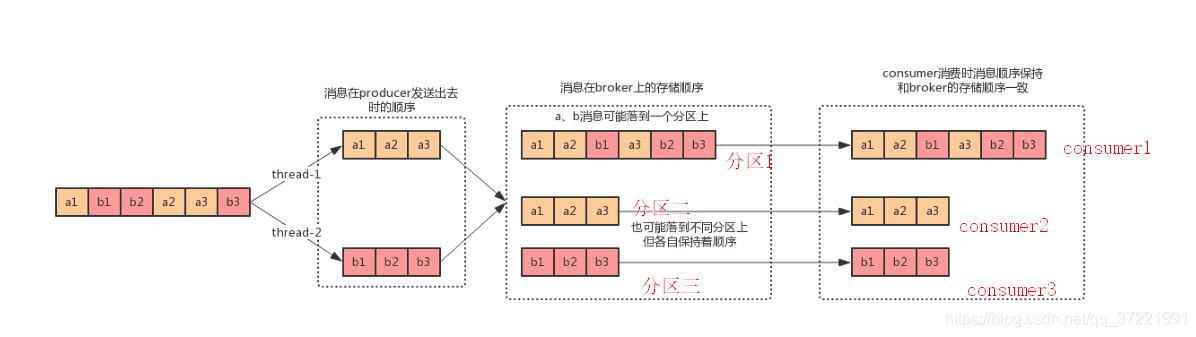 consumer消费时消息顺序保持
和broker的存储顺序一致
消息在producer发送出去
时的顺序
消息在broker上的存储顺序
a、b消息可能落到一个分区上
a1 a2 a3
a1 a2 b1 a3 b2 b3
分区1
a1 a2 b1 a3 b2 b3
consumer1
thread-1
a1 b1 b2 a2 a3 b3
thread-2
a1 a2 a3
分区二
a1 a2 a3
consumer2
也可能落到不同分区上
但各自保持着顺序
b1 b2 b3
b1 b2 b3
分区三
b1 b2 b3
consumer3
https://blog.csdn.net/qq_37221991